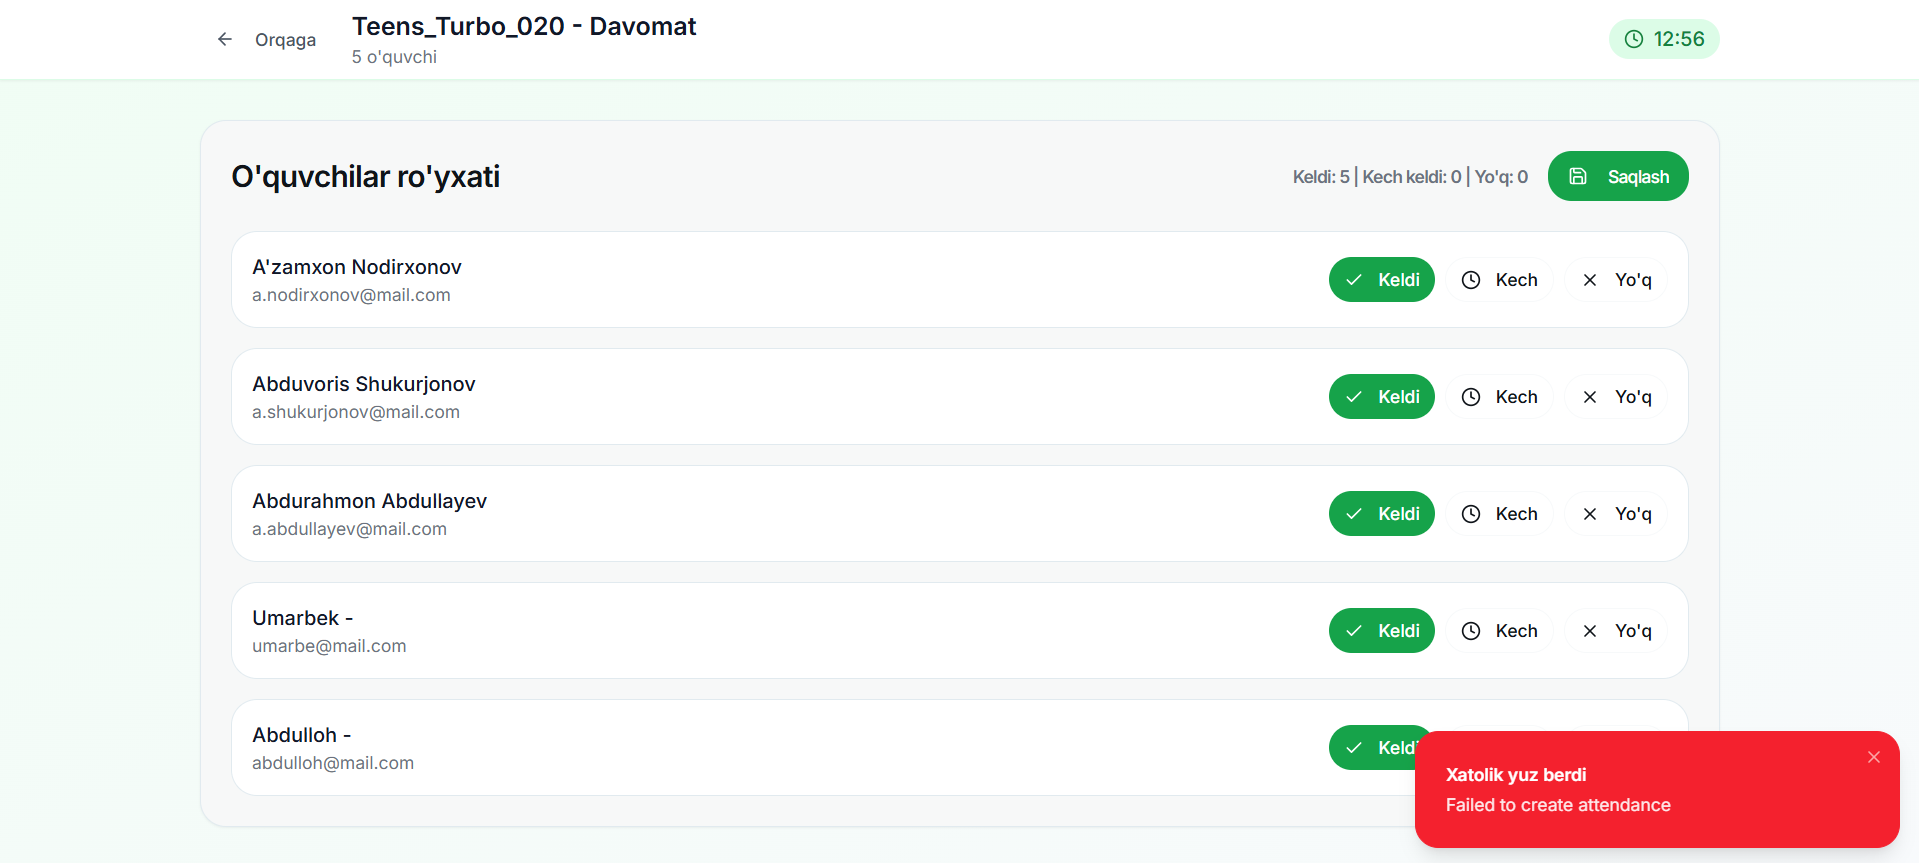 Orqaga
Teens_Turbo_020 - Davomat
5 o'quvchi
12:56
O'quvchilar ro'yxati
Keldi: 5 | Kech keldi: 0 | Yo'q: 0
Saqlash
A'zamxon Nodirxonov
a.nodirxonov@mail.com
Keldi Kech Yo'q
Abduvoris Shukurjonov
a.shukurjonov@mail.com
Keldi Kech Yo'q
Abdurahmon Abdullayev
a.abdullayev@mail.com
Keldi Kech Yo'q
Umarbek -
umarbe@mail.com
Keldi Kech Yo'q
Abdulloh -
abdulloh@mail.com
Keldi
Xatolik yuz berdi
Failed to create attendance